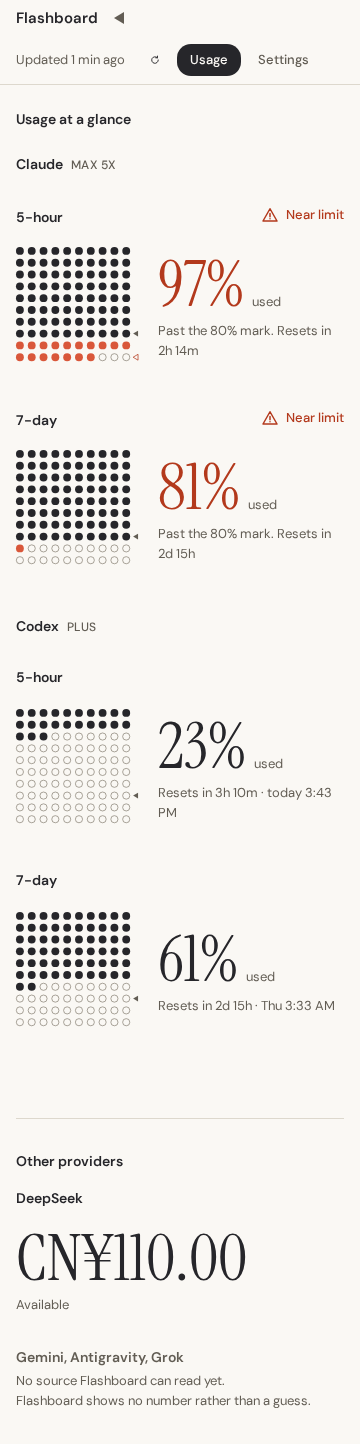 Flashboard
Updated 1 min ago
Usage
Settings
Usage at a glance
Claude MAX 5X
5-hour
Near limit
97% used
Past the 80% mark. Resets in
2h 14m
7-day
Near limit
81% used
Past the 80% mark. Resets in
2d 15h
Codex PLUS
5-hour
23% used
Resets in 3h 10m · today 3:43
PM
7-day
61% used
Resets in 2d 15h · Thu 3:33 AM
Other providers
DeepSeek
CN¥110.00
Available
Gemini, Antigravity, Grok
No source Flashboard can read yet.
Flashboard shows no number rather than a guess.